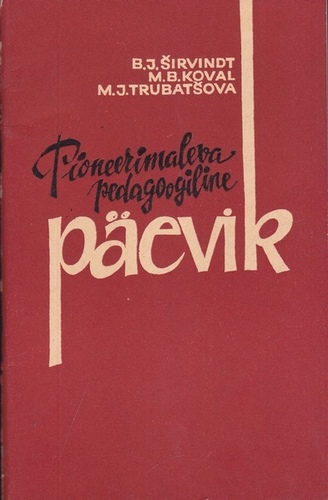 B.J.ŠIRVINDT
M.B.KOVAL
M.J.TRUBATŠOVA
Pioneerimaleva
pedagoogiline
päevik